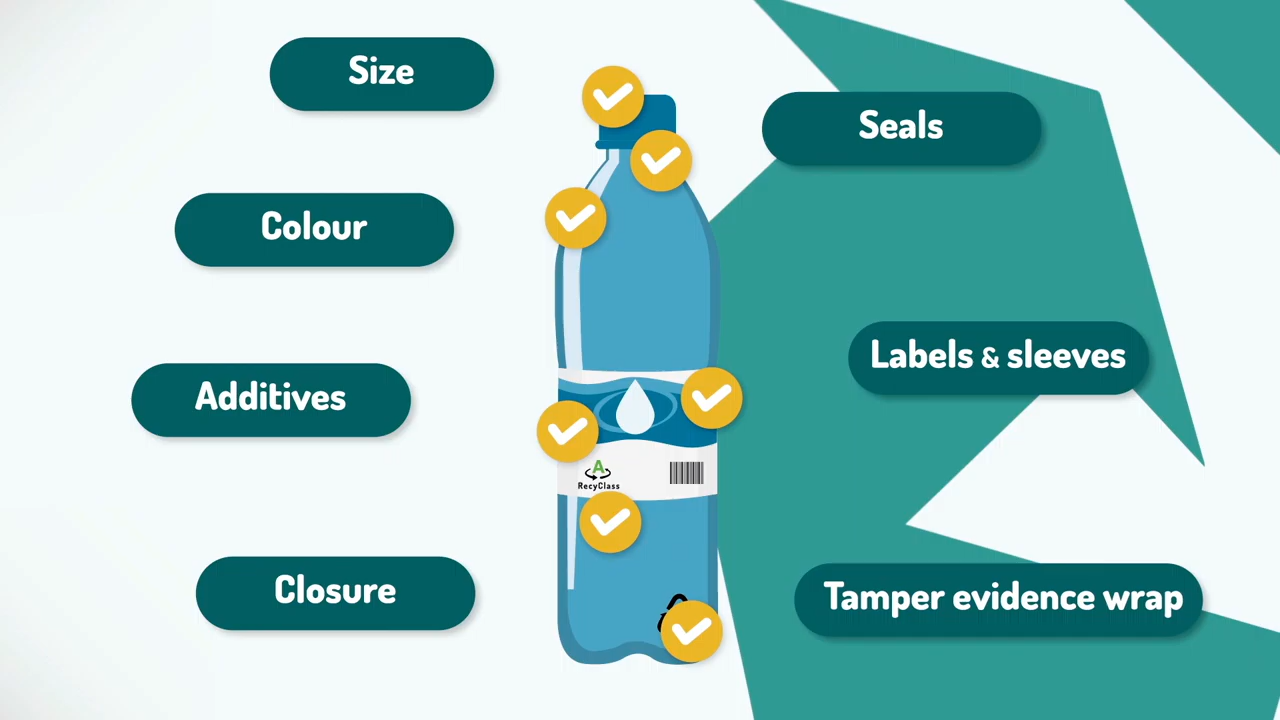 Size
Seals
Colour
Labels & sleeves
Additives
A
RecyClass
Closure
Tamper evidence wrap